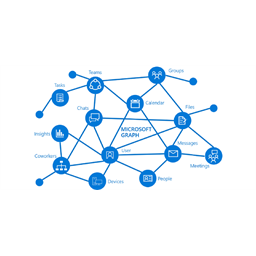 Teams
Groups
Tasks
Calendar
Chats
Files
MICROSOFT
GRAPH
Insights
Messages
User
Coworkers
Meetings
Devices
People